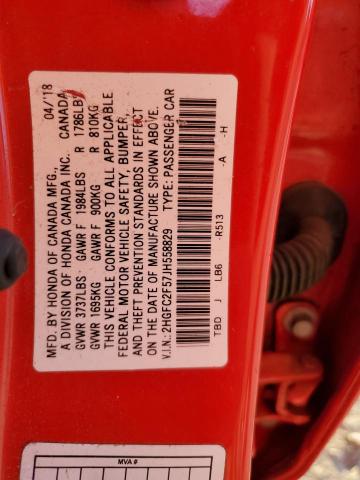 MFD. BY HONDA OF CANADA MFG. 04/'18
A DIVISION OF HONDA CANADA INC. CANADA
GVWR 3737LBS GAWR F 1984LBS R 1786LBS
GVWR 1695KG GAWR F 900KG R 810KG
THIS VEHICLE CONFORMS TO ALL APPLICABLE
FEDERAL MOTOR VEHICLE SAFETY, BUMPER,
AND THEFT PREVENTION STANDARDS IN EFFECT
ON THE DATE OF MANUFACTURE SHOWN ABOVE.
V.I.N.: 2HGFC2F57JH558829 TYPE: PASSENGER CAR
TBD J LB6 -R513 -A -H
MVA #